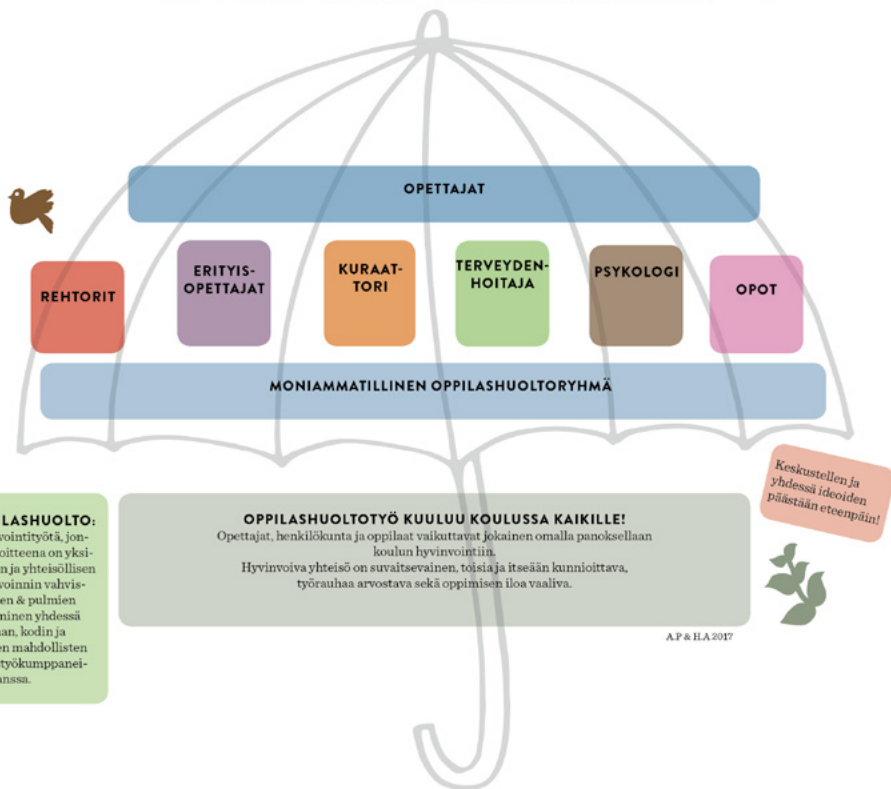 OPETTAJAT
REHTORIT
ERITYIS-
OPETTAJAT
KURAAT-
TORI
TERVEYDEN-
HOITAJA
PSYKOLOGI
OPOT
MONIAMMATILLINEN OPPILASHUOLTORYHMÄ
Keskustellen ja
yhdessä ideoiden
päästään eteenpäin!
LASHUOLTO:
vointityötä, jon-
oitteena on yksi-
n ja yhteisöllisen
voinnin vahvis-
en & pulmien
minen yhdessä
an, kodin ja
en mahdollisten
työkumppanei-
anssa.
OPPILASHUOLTOTYÖ KUULUU KOULUSSA KAIKILLE!
Opettajat, henkilökunta ja oppilaat vaikuttavat jokainen omalla panoksellaan
koulun hyvinvointiin.
Hyvinvoiva yhteisö on suvaitsevainen, toisia ja itseään kunnioittava,
työrauhaa arvostava sekä oppimisen iloa vaaliva.
A.P & H.A 2017